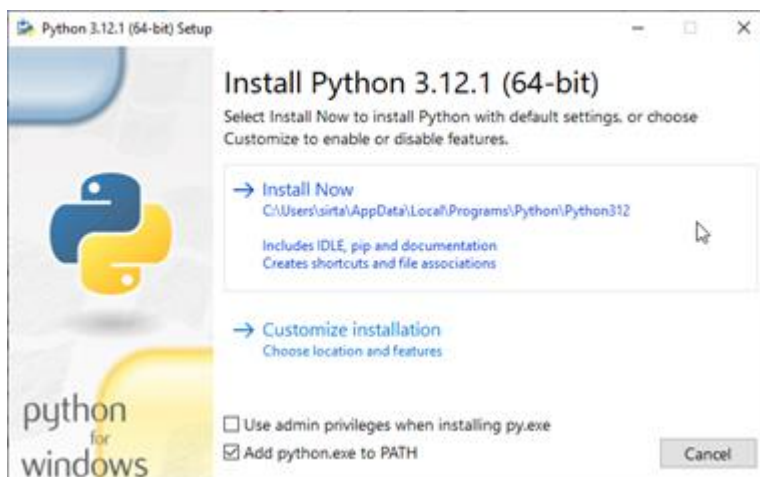 Python 3.12.1 (64-bit) Setup
Install Python 3.12.1 (64-bit)
Select Install Now to install Python with default settings, or choose
Customize to enable or disable features.
Install Now
C:\Users\sirta\AppData\Local\Programs\Python\Python312
Includes IDLE, pip and documentation
Creates shortcuts and file associations
Customize installation
Choose location and features
python
for
windows
Use admin privileges when installing py.exe
Add python.exe to PATH
Cancel